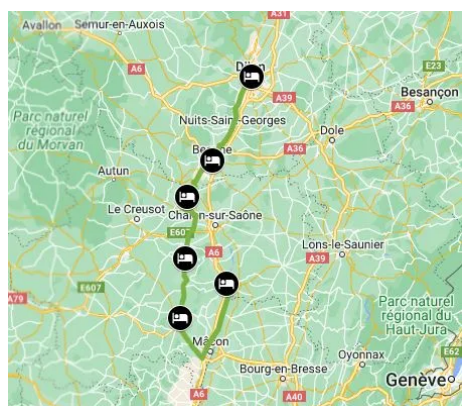 A31
Avallon
Semur-en-Auxois
A6
Dijon
E23
A39
Besançon
Nuits-Saint-Georges
Parc naturel
régional
du Morvan
Dole
Beaune
A36
A36
Autun
Le Creusot
Chalon-sur-Saône
E607
A6
Lons-le-Saunier
A39
A79
E607
Parc naturel
régional du
Haut-Jura
Mâcon
A40
Bourg-en-Bresse
Oyonnax
E62
Genève
A6